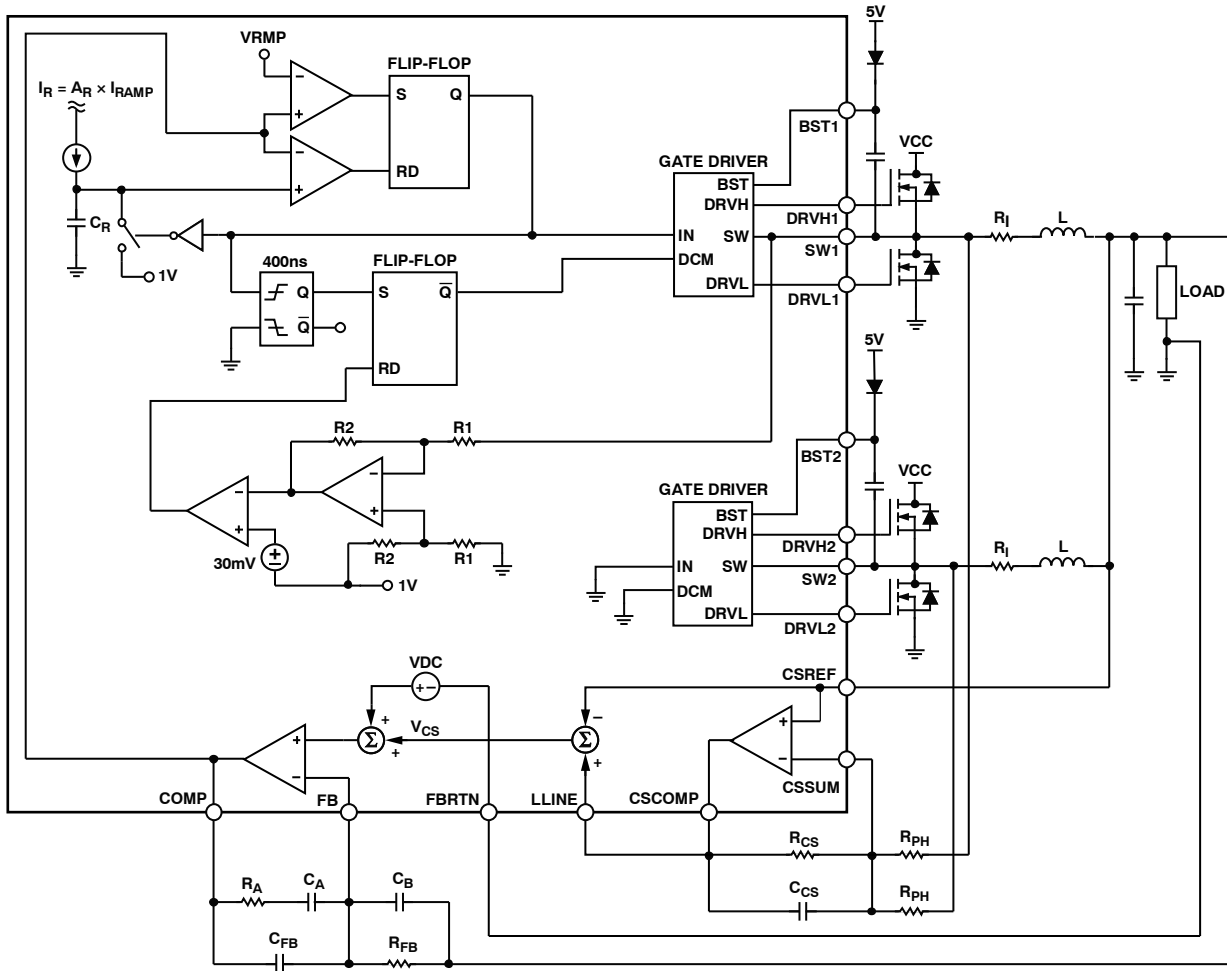 5V
VRMP
FLIP-FLOP
I_R = A_R × I_RAMP
S
Q
RD
BST1
VCC
GATE DRIVER
BST
DRVH
DRVH1
C_R
IN
SW
SW1
R_I
L
1V
400ns
FLIP-FLOP
DCM
DRVL
DRVL1
LOAD
Q
S
Q̅
Q̅
RD
5V
R2
R1
BST2
VCC
GATE DRIVER
BST
DRVH
DRVH2
30mV
R2
R1
1V
IN
SW
SW2
R_I
L
DCM
DRVL
DRVL2
VDC
+ −
CSREF
V_CS
Σ
Σ
CSSUM
COMP
FB
FBRTN
LLINE
CSCOMP
R_CS
R_PH
R_A
C_A
C_B
C_CS
R_PH
C_FB
R_FB